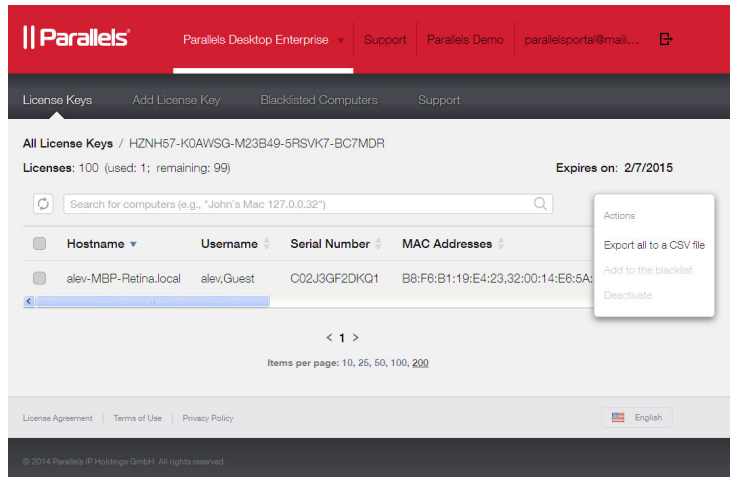 Parallels® Parallels Desktop Enterprise Support Parallels Demo parallelsportal@maili...
License Keys Add License Key Blacklisted Computers Support
All License Keys / HZNH57-K0AWSG-M23B49-5RSVK7-BC7MDR
Licenses: 100 (used: 1; remaining: 99) Expires on: 2/7/2015
Search for computers (e.g., "John`s Mac 127.0.0.32")
Actions
Export all to a CSV file
Add to the blacklist
Deactivate
Hostname Username Serial Number MAC Addresses
alev-MBP-Retina.local alev,Guest C02J3GF2DKQ1 B8:F6:B1:19:E4:23,32:00:14:E6:5A:
< 1 >
Items per page: 10, 25, 50, 100, 200
License Agreement | Terms of Use | Privacy Policy English
© 2014 Parallels IP Holdings GmbH. All rights reserved.